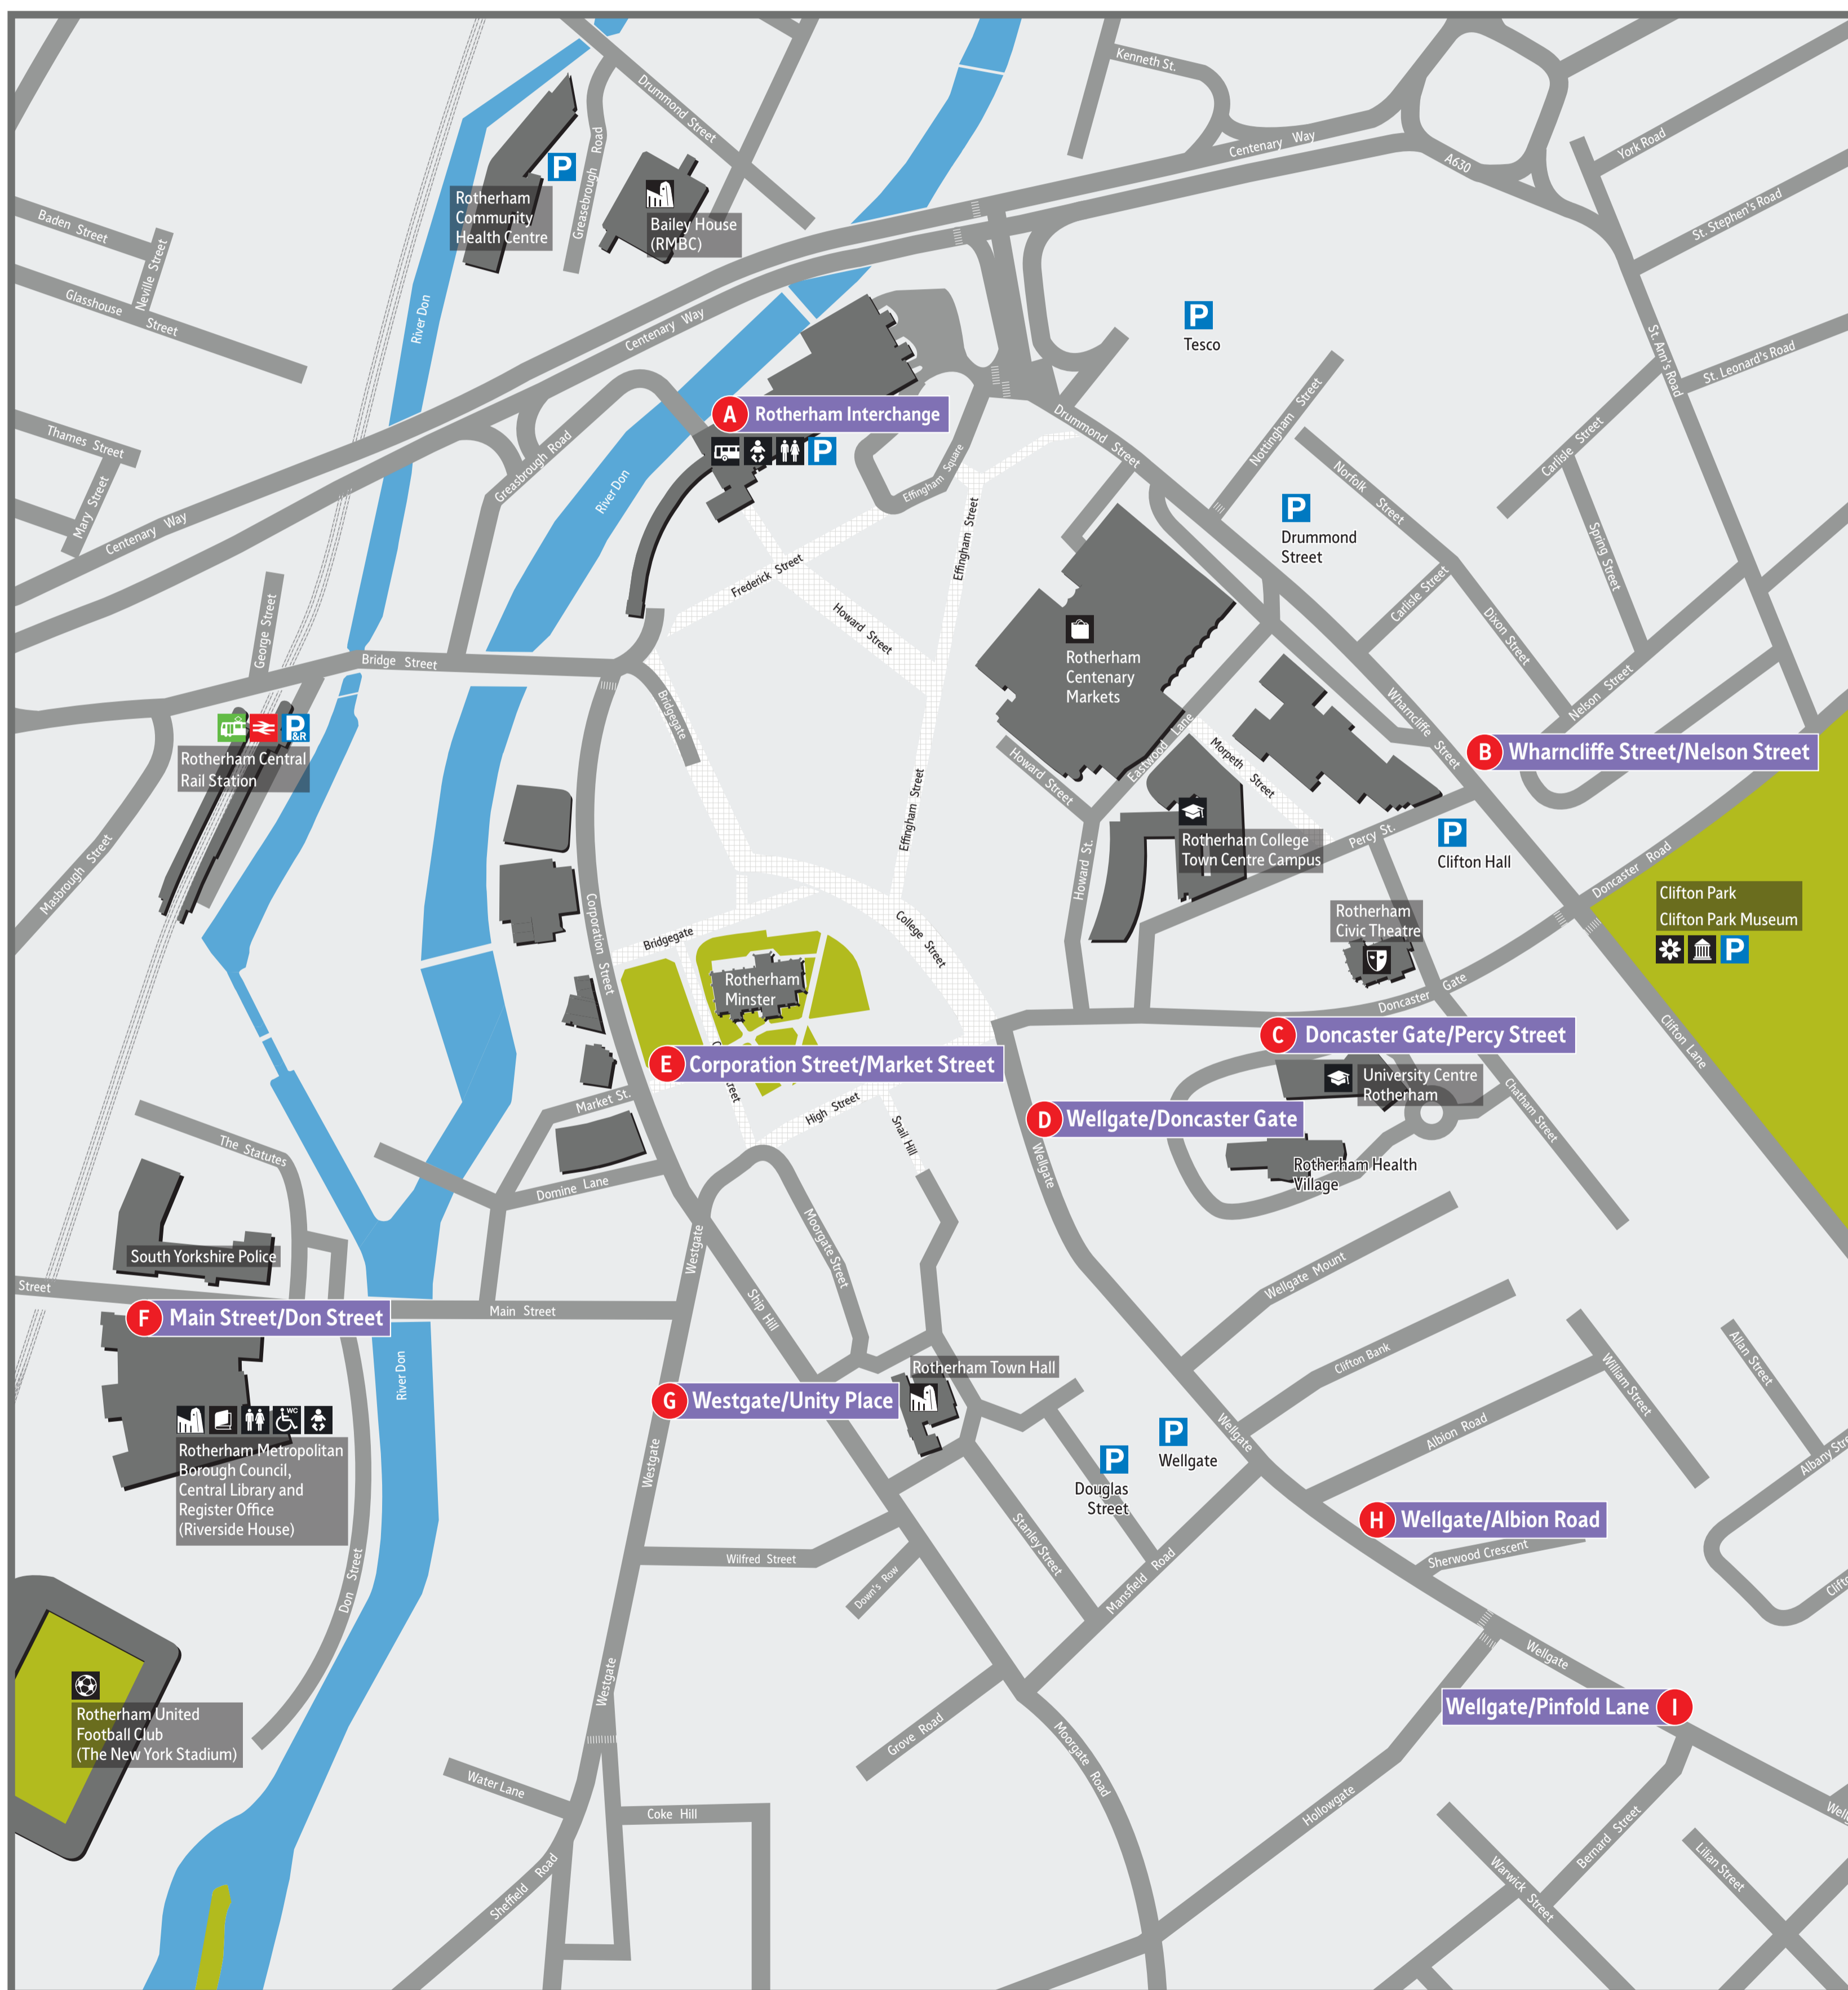 Kenneth St.
Centenary Way
A630
York Road
St. Stephen's Road
St. Ann's Road
St. Leonard's Road
Drummond Street
Greasebrough Road
P
Rotherham
Community
Health Centre
Bailey House
(RMBC)
Baden Street
Neville Street
Glasshouse Street
River Don
Centenary Way
P
Tesco
Thames Street
Mary Street
Centenary Way
Greasbrough Road
River Don
A Rotherham Interchange
P
Effingham Square
Drummond Street
Nottingham Street
Norfolk Street
Carlisle Street
Spring Street
P
Drummond
Street
Carlisle Street
Dixon Street
Nelson Street
Effingham Street
Frederick Street
Howard Street
George Street
Bridge Street
Bridgegate
Rotherham
Centenary
Markets
Wharncliffe Street
B Wharncliffe Street/Nelson Street
Eastwood Lane
Morpeth Street
Howard Street
P&R
Rotherham Central
Rail Station
Masbrough Street
Effingham Street
Howard St.
Rotherham College
Town Centre Campus
Percy St.
P
Clifton Hall
Doncaster Road
Clifton Park
Clifton Park Museum
P
Rotherham
Civic Theatre
Corporation Street
Bridgegate
College Street
Rotherham
Minster
Doncaster Gate
Clifton Lane
C Doncaster Gate/Percy Street
E Corporation Street/Market Street
University Centre
Rotherham
Chatham Street
D Wellgate/Doncaster Gate
Market St.
High Street
Snail Hill
Wellgate
Rotherham Health
Village
The Statutes
Domine Lane
South Yorkshire Police
Westgate
Moorgate Street
Wellgate Mount
Street
F Main Street/Don Street
Main Street
Ship Hill
River Don
Clifton Bank
William Street
Allan Street
Rotherham Town Hall
G Westgate/Unity Place
Wellgate
Albion Road
P
Wellgate
P
Douglas
Street
WC
Rotherham Metropolitan
Borough Council,
Central Library and
Register Office
(Riverside House)
Westgate
H Wellgate/Albion Road
Sherwood Crescent
Wilfred Street
Down's Row
Stanley Street
Mansfield Road
Don Street
Westgate
Wellgate
Wellgate/Pinfold Lane I
Rotherham United
Football Club
(The New York Stadium)
Grove Road
Moorgate Road
Water Lane
Coke Hill
Hollowgate
Bernard Street
Warwick Street
Lilian Street
Sheffield Road